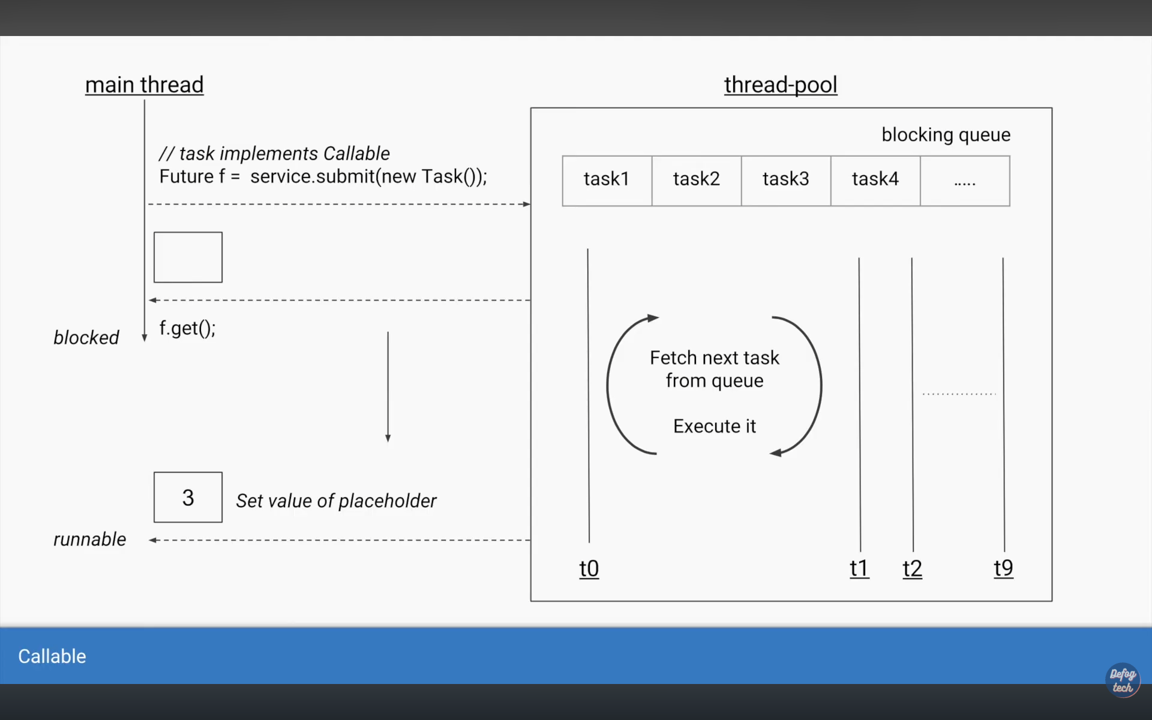 main thread
// task implements Callable
Future f =  service.submit(new Task());
f.get();
blocked
3
Set value of placeholder
runnable
thread-pool
blocking queue
task1
task2
task3
task4
.....
Fetch next task
from queue
Execute it
t0
t1
t2
t9
Callable
Defog
tech